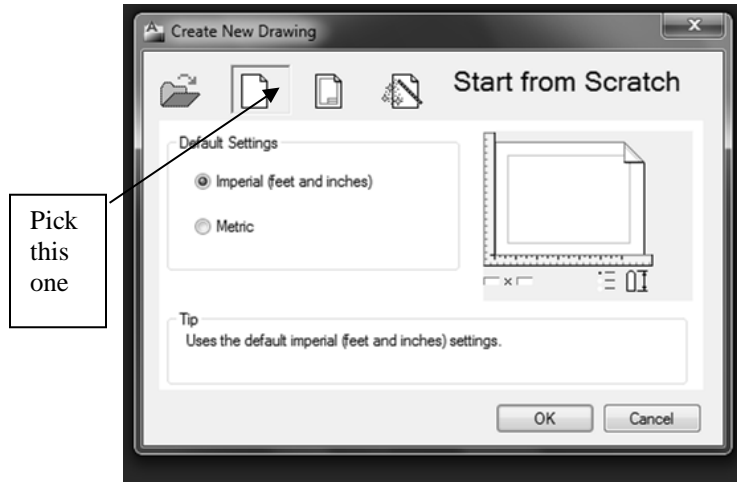 Create New Drawing
Start from Scratch
Default Settings
Imperial (feet and inches)
Metric
Pick
this
one
Tip
Uses the default imperial (feet and inches) settings.
OK
Cancel